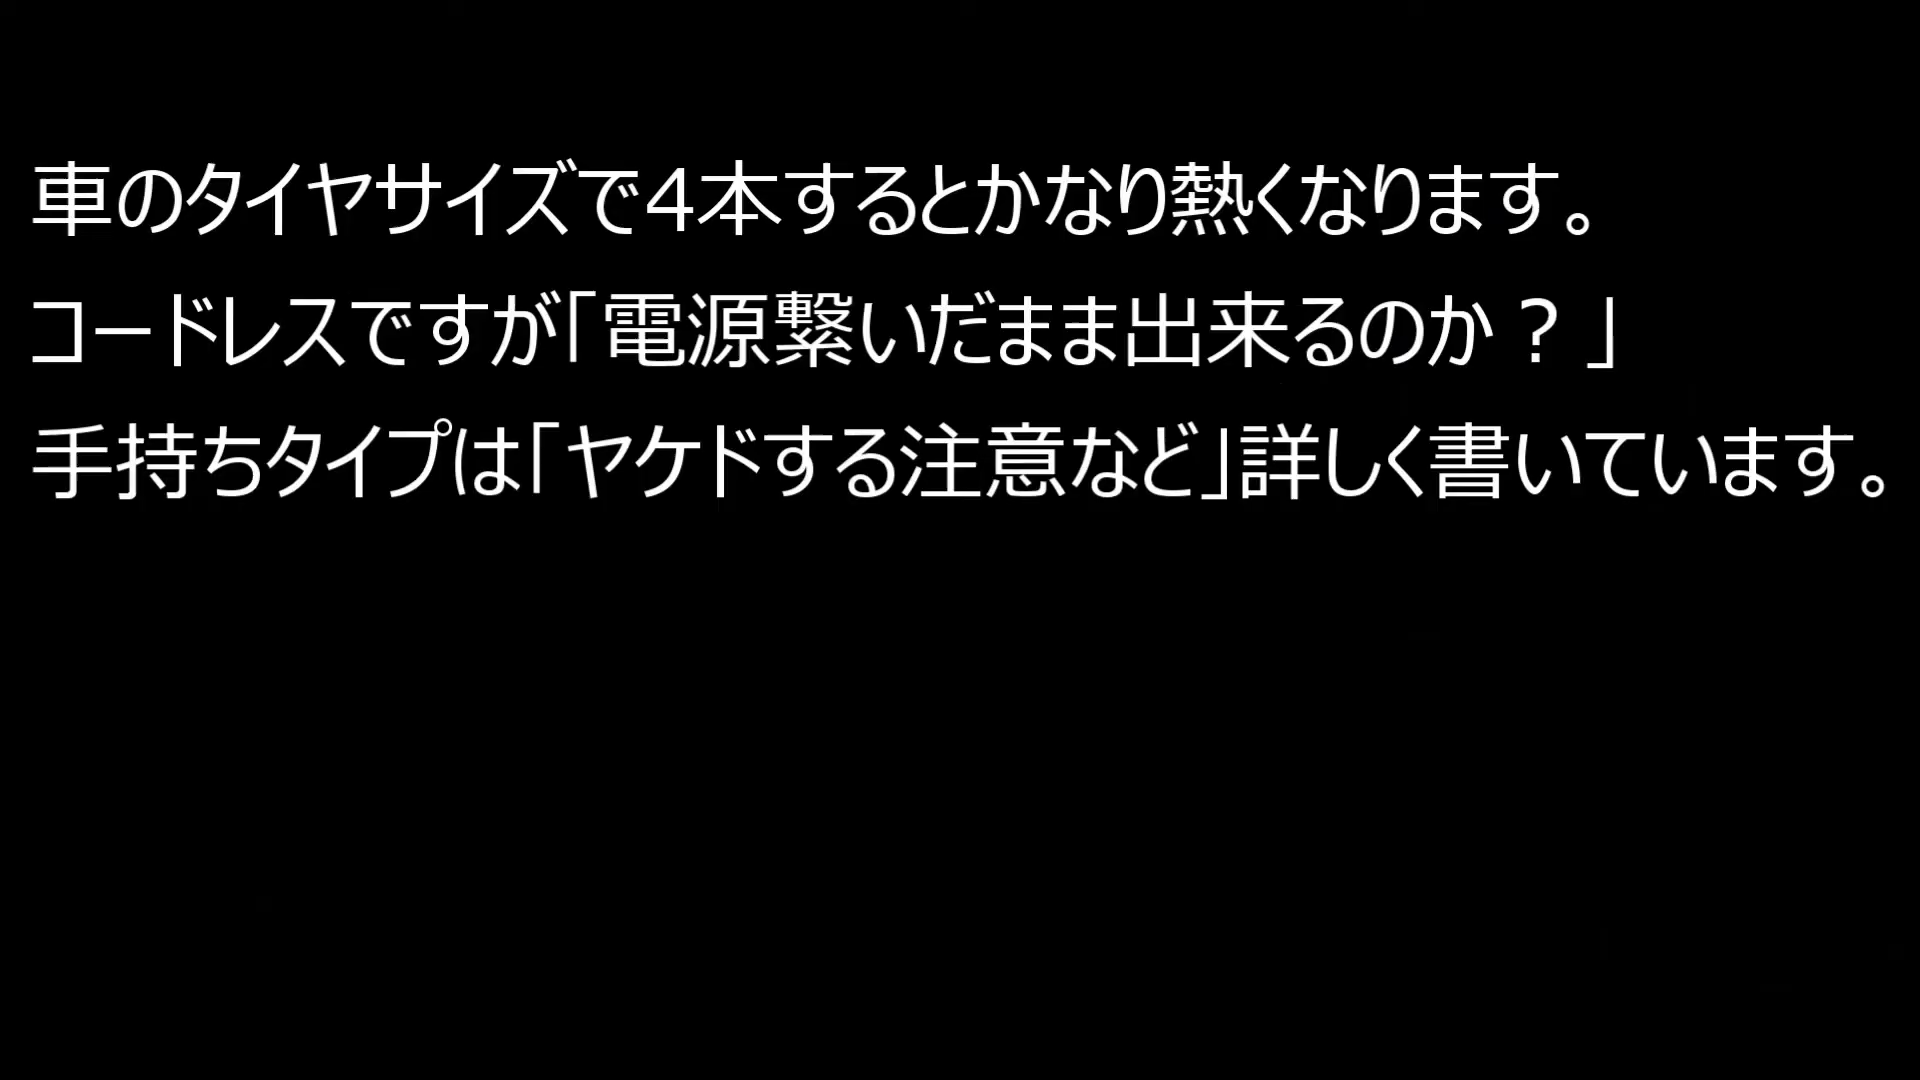 車のタイヤサイズで4本するとかなり熱くなります。
コードレスですが「電源繋いだまま出来るのか？」
手持ちタイプは「ヤケドする注意など」詳しく書いています。